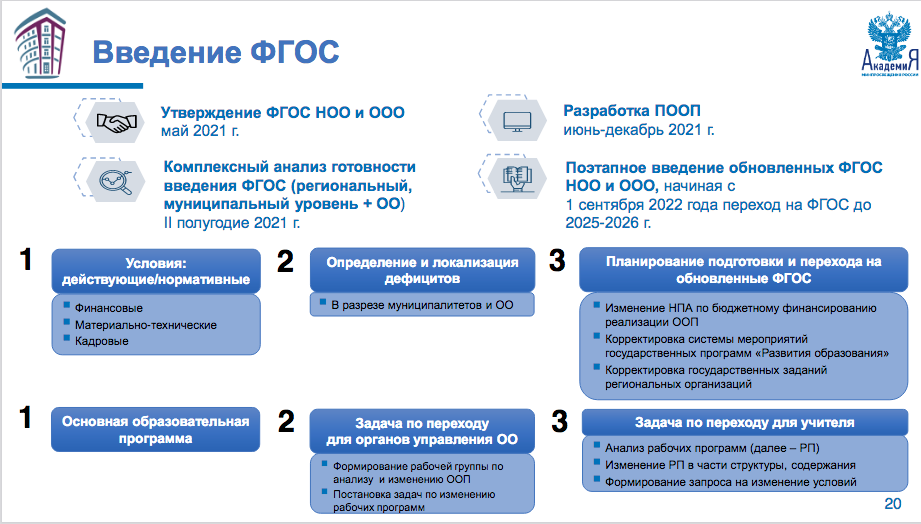 Введение ФГОС
АкадемиЯ
МИНПРОСВЕЩЕНИЯ РОССИИ
Утверждение ФГОС НОО и ООО
май 2021 г.
Разработка ПООП
июнь-декабрь 2021 г.
Комплексный анализ готовности
введения ФГОС (региональный,
муниципальный уровень + ОО)
II полугодие 2021 г.
Поэтапное введение обновленных ФГОС
НОО и ООО, начиная с
1 сентября 2022 года переход на ФГОС до
2025-2026 г.
1
Условия:
действующие/нормативные
Финансовые
Материально-технические
Кадровые
2
Определение и локализация
дефицитов
В разрезе муниципалитетов и ОО
3
Планирование подготовки и перехода на
обновленные ФГОС
Изменение НПА по бюджетному финансированию
реализации ООП
Корректировка системы мероприятий
государственных программ «Развития образования»
Корректировка государственных заданий
региональных организаций
1
Основная образовательная
программа
2
Задача по переходу
для органов управления ОО
Формирование рабочей группы по
анализу и изменению ООП
Постановка задач по изменению
рабочих программ
3
Задача по переходу для учителя
Анализ рабочих программ (далее – РП)
Изменение РП в части структуры, содержания
Формирование запроса на изменение условий
20